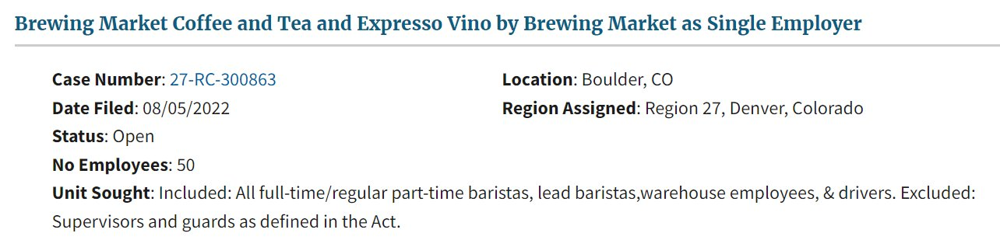 Brewing Market Coffee and Tea and Expresso Vino by Brewing Market as Single Employer
Case Number: 27-RC-300863
Location: Boulder, CO
Date Filed: 08/05/2022
Region Assigned: Region 27, Denver, Colorado
Status: Open
No Employees: 50
Unit Sought: Included: All full-time/regular part-time baristas, lead baristas,warehouse employees, & drivers. Excluded:
Supervisors and guards as defined in the Act.